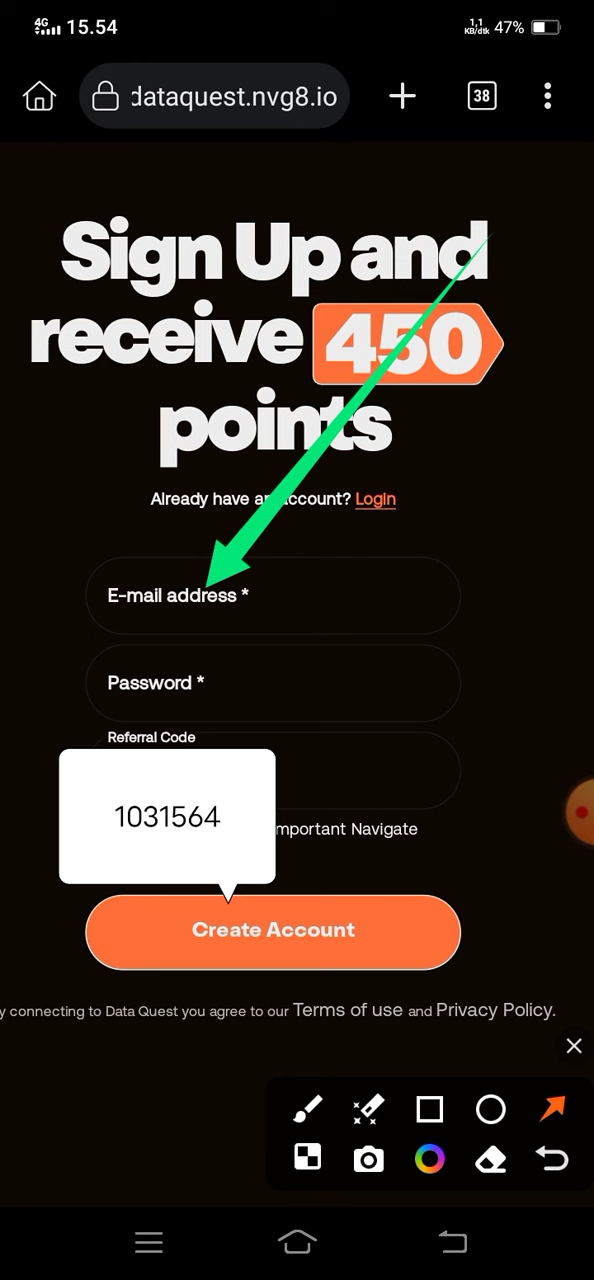 4G 15.54 1,1 KB/dtk 47%
dataquest.nvg8.io 38
Sign Up and
receive 450
points
Already have an account? Login
E-mail address *
Password *
Referral Code
1031564
mportant Navigate
Create Account
y connecting to Data Quest you agree to our Terms of use and Privacy Policy.